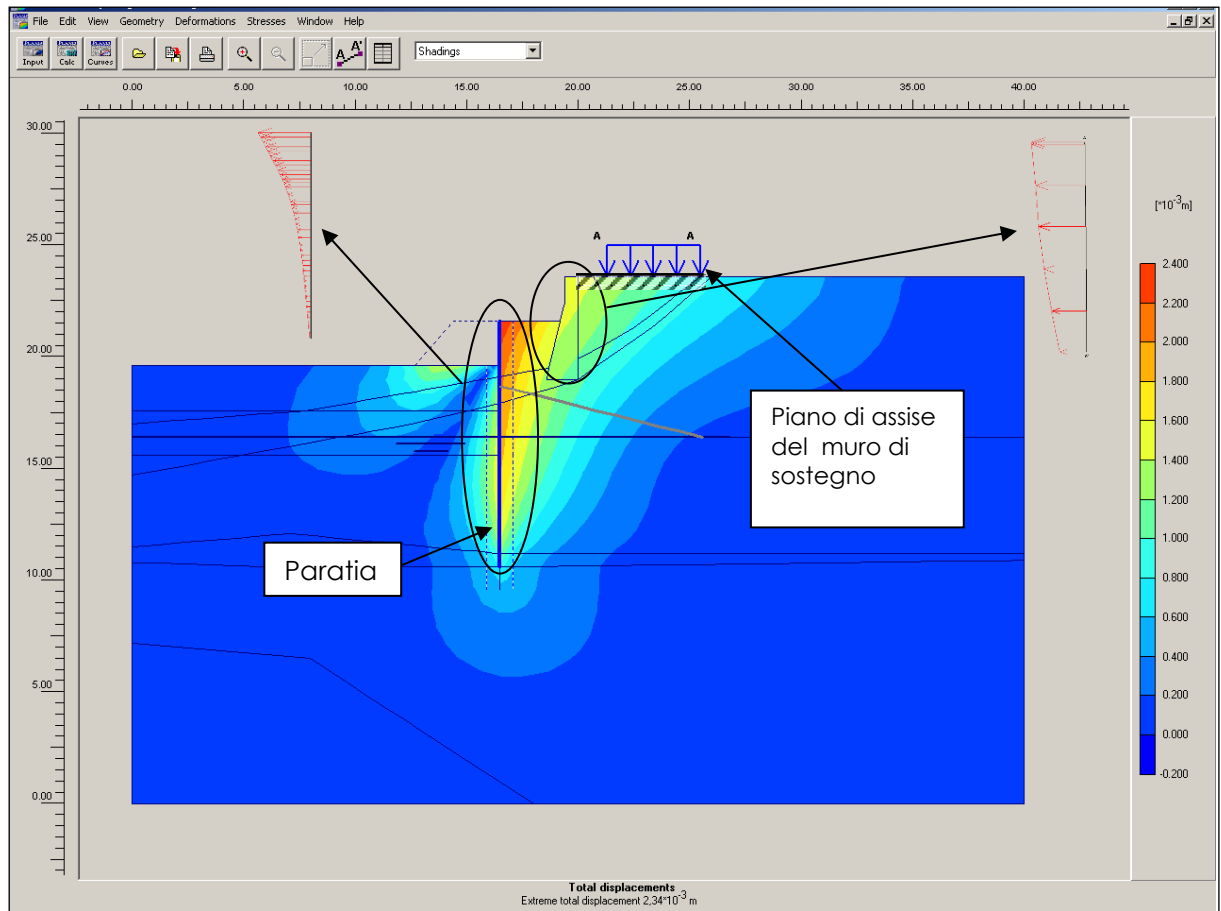 File Edit View Geometry Deformations Stresses Window Help
Input Calc Curves A A* Shadings
0.00 5.00 10.00 15.00 20.00 25.00 30.00 35.00 40.00
30.00
25.00
20.00
15.00
10.00
5.00
0.00
A A
Piano di assise
del muro di
sostegno
Paratia
[*10-3m]
2.400
2.200
2.000
1.800
1.600
1.400
1.200
1.000
0.800
0.600
0.400
0.200
0.000
-0.200
Total displacements
Extreme total displacement 2,34*10-3 m